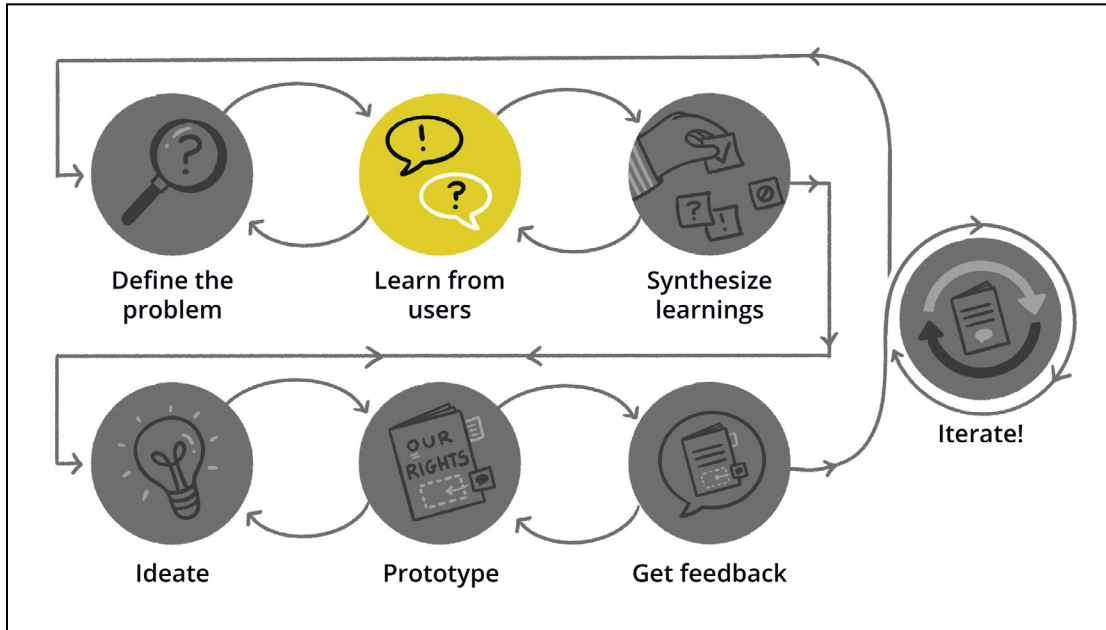 ?
!
?
?
!
Define the
problem
Learn from
users
Synthesize
learnings
OUR
RIGHTS
Iterate!
Ideate
Prototype
Get feedback